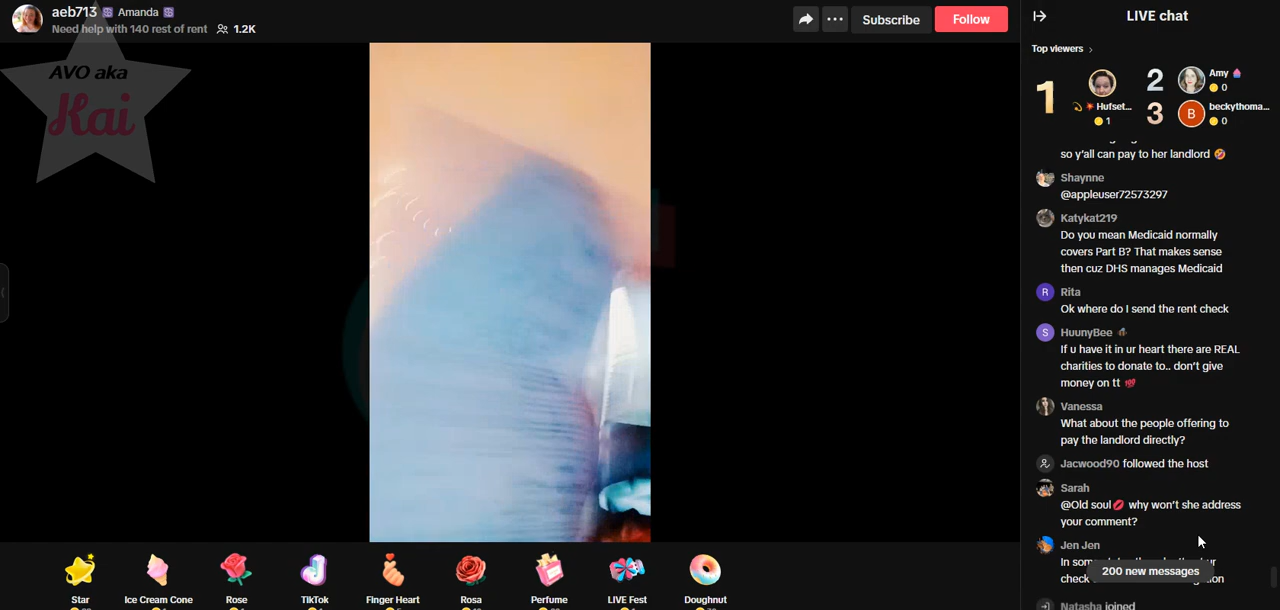 aeb713 Amanda
Need help with 140 rest of rent 1.2K
Subscribe
Follow
AVO aka
Kai
LIVE chat
Top viewers
1
Hufset...
1
2
Amy
0
3
B
beckythoma...
0
so y'all can pay to her landlord
Shaynne
@appleuser72573297
Katykat219
Do you mean Medicaid normally
covers Part B? That makes sense
then cuz DHS manages Medicaid
R
Rita
Ok where do I send the rent check
S
HuunyBee
If u have it in ur heart there are REAL
charities to donate to.. don't give
money on tt 💯
Vanessa
What about the people offering to
pay the landlord directly?
Jacwood90 followed the host
Sarah
@Old soul💋 why won't she address
your comment?
Jen Jen
200 new messages
check
Natasha joined
Star
Ice Cream Cone
Rose
TikTok
Finger Heart
Rosa
Perfume
LIVE Fest
Doughnut